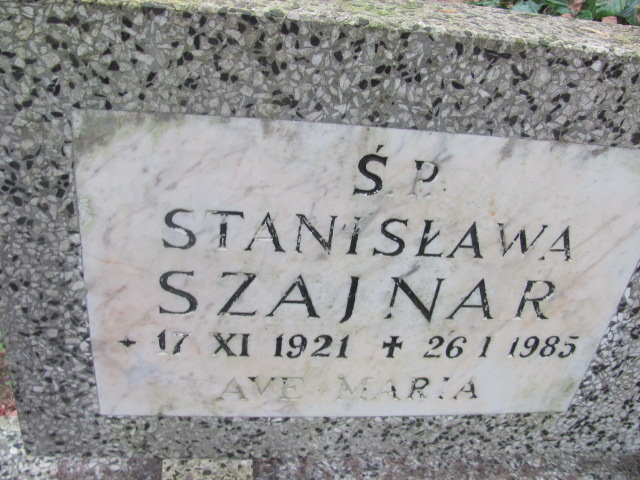 Ś.P.
STANISŁAWA
SZAJNAR
* 17 XI 1921 ✝ 26 I 1985
AVE MARIA